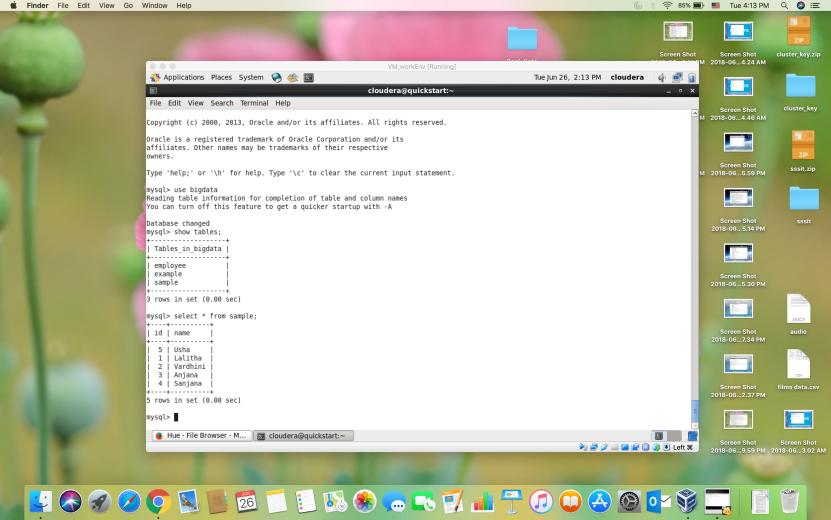 Finder File Edit View Go Window Help
85% Tue 4:13 PM
VM_workEnv [Running]
Applications Places System
Tue Jun 26, 2:13 PM cloudera
cloudera@quickstart:~
File Edit View Search Terminal Help
Copyright (c) 2000, 2013, Oracle and/or its affiliates. All rights reserved.
Oracle is a registered trademark of Oracle Corporation and/or its
affiliates. Other names may be trademarks of their respective
owners.
Type 'help;' or '\h' for help. Type '\c' to clear the current input statement.
mysql> use bigdata
Reading table information for completion of table and column names
You can turn off this feature to get a quicker startup with -A
Database changed
mysql> show tables;
+-------------------+
| Tables_in_bigdata |
+-------------------+
| employee          |
| example           |
| sample            |
+-------------------+
3 rows in set (0.00 sec)
mysql> select * from sample;
+----+----------+
| id | name     |
+----+----------+
|  5 | Usha     |
|  1 | Lalitha  |
|  2 | Vardhini |
|  3 | Anjana   |
|  4 | Sanjana  |
+----+----------+
5 rows in set (0.00 sec)
mysql>
Hue - File Browser - M...
cloudera@quickstart:~
Left ⌘
Screen Shot
Screen Shot
2018-06...4.24 AM
ZIP
cluster_key.zip
Screen Shot
2018-06...4.46 AM
cluster_key
Screen Shot
2018-06...5.59 PM
ZIP
sssit.zip
Screen Shot
2018-06...5.14 PM
sssit
Screen Shot
2018-06...5.30 PM
Screen Shot
2018-06...7.34 PM
DOCX
audio
Screen Shot
2018-06...2.37 PM
CSV
films data.csv
Screen Shot
2018-06...9.59 PM
Screen Shot
2018-06...3.02 AM
26